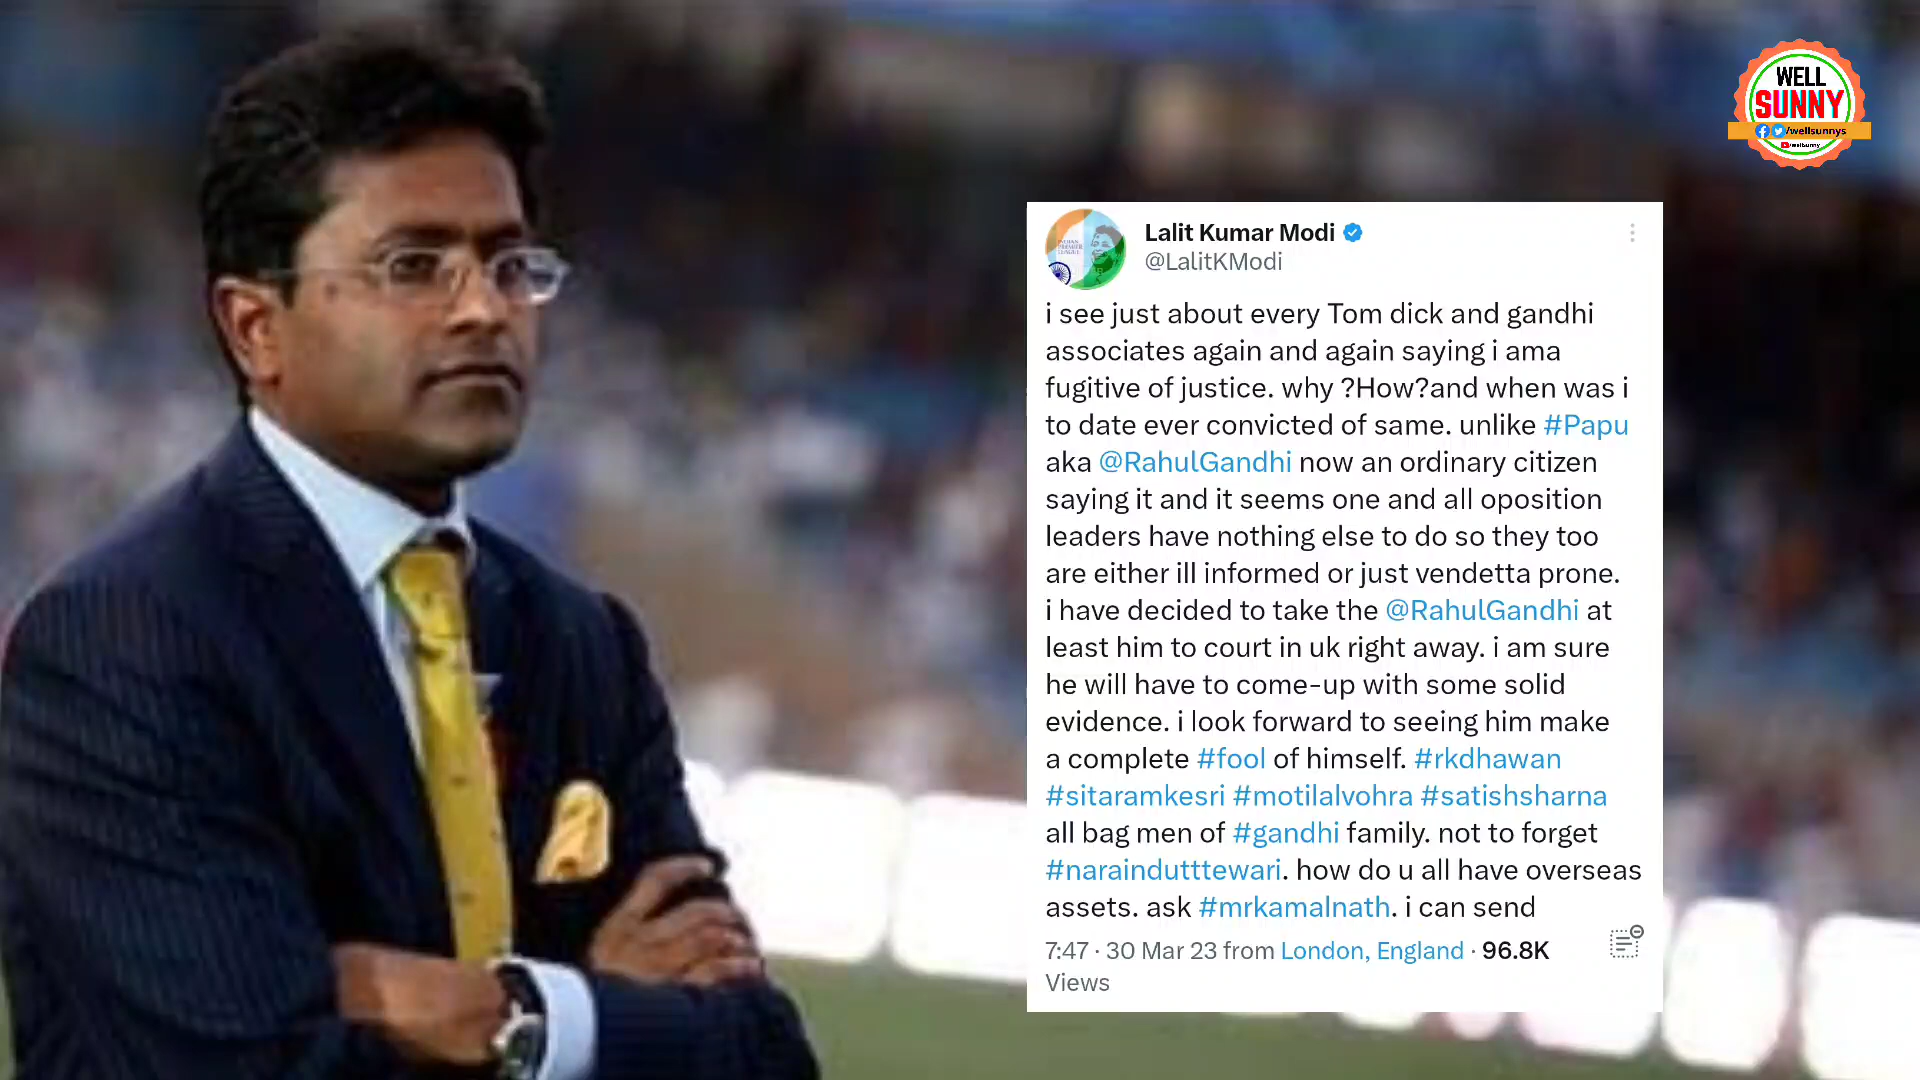 WELL
SUNNY
/wellsunnys
/wellsunny
Lalit Kumar Modi
@LalitKModi
i see just about every Tom dick and gandhi
associates again and again saying i ama
fugitive of justice. why ?How?and when was i
to date ever convicted of same. unlike #Papu
aka @RahulGandhi now an ordinary citizen
saying it and it seems one and all oposition
leaders have nothing else to do so they too
are either ill informed or just vendetta prone.
i have decided to take the @RahulGandhi at
least him to court in uk right away. i am sure
he will have to come-up with some solid
evidence. i look forward to seeing him make
a complete #fool of himself. #rkdhawan
#sitaramkesri #motilalvohra #satishsharna
all bag men of #gandhi family. not to forget
#naraindutttewari. how do u all have overseas
assets. ask #mrkamalnath. i can send
7:47 · 30 Mar 23 from London, England · 96.8K
Views